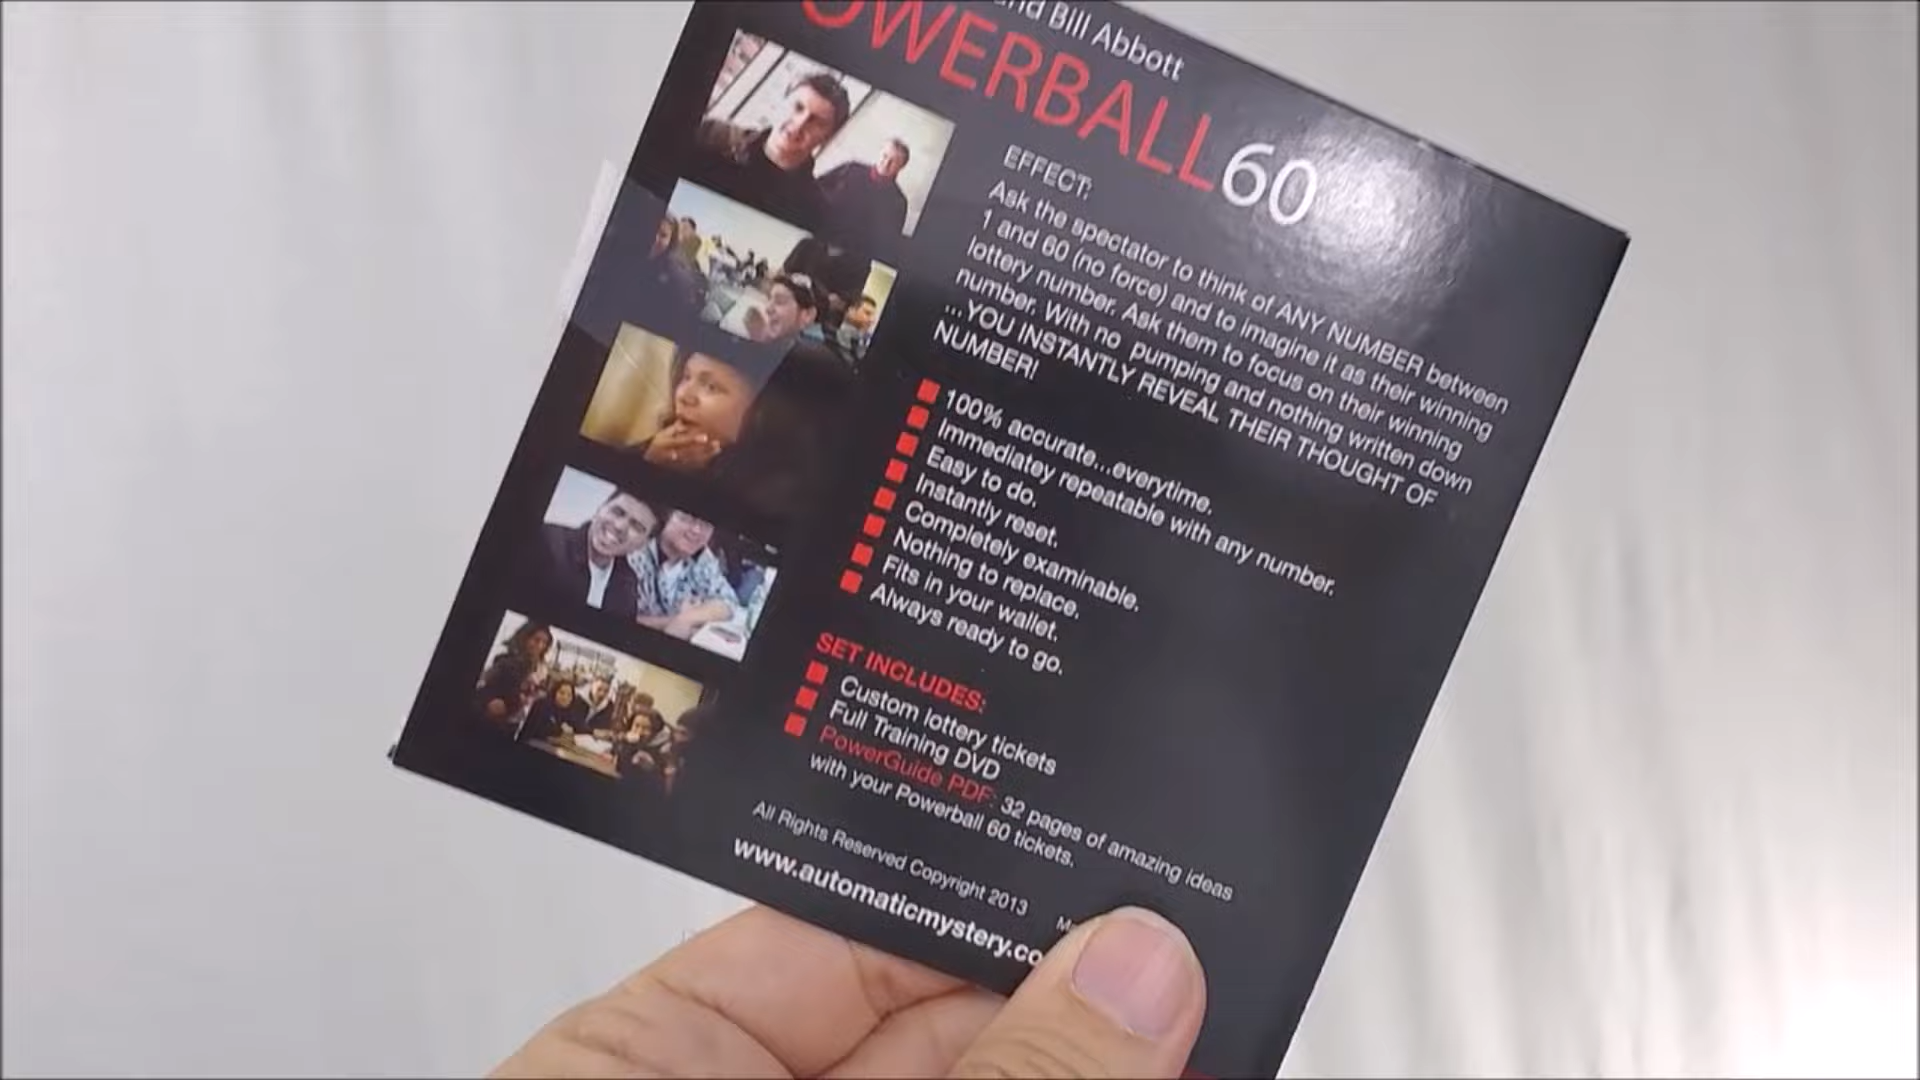 and Bill Abbott
POWERBALL60
EFFECT:
Ask the spectator to think of ANY NUMBER between
1 and 60 (no force) and to imagine it as their winning
lottery number. Ask them to focus on their winning
number. With no pumping and nothing written down
...YOU INSTANTLY REVEAL THEIR THOUGHT OF
NUMBER!
100% accurate...everytime.
Immediatey repeatable with any number.
Easy to do.
Instantly reset.
Completely examinable.
Nothing to replace.
Fits in your wallet.
Always ready to go.
SET INCLUDES:
Custom lottery tickets
Full Training DVD
PowerGuide PDF: 32 pages of amazing ideas
with your Powerball 60 tickets.
All Rights Reserved Copyright 2013
www.automaticmystery.co